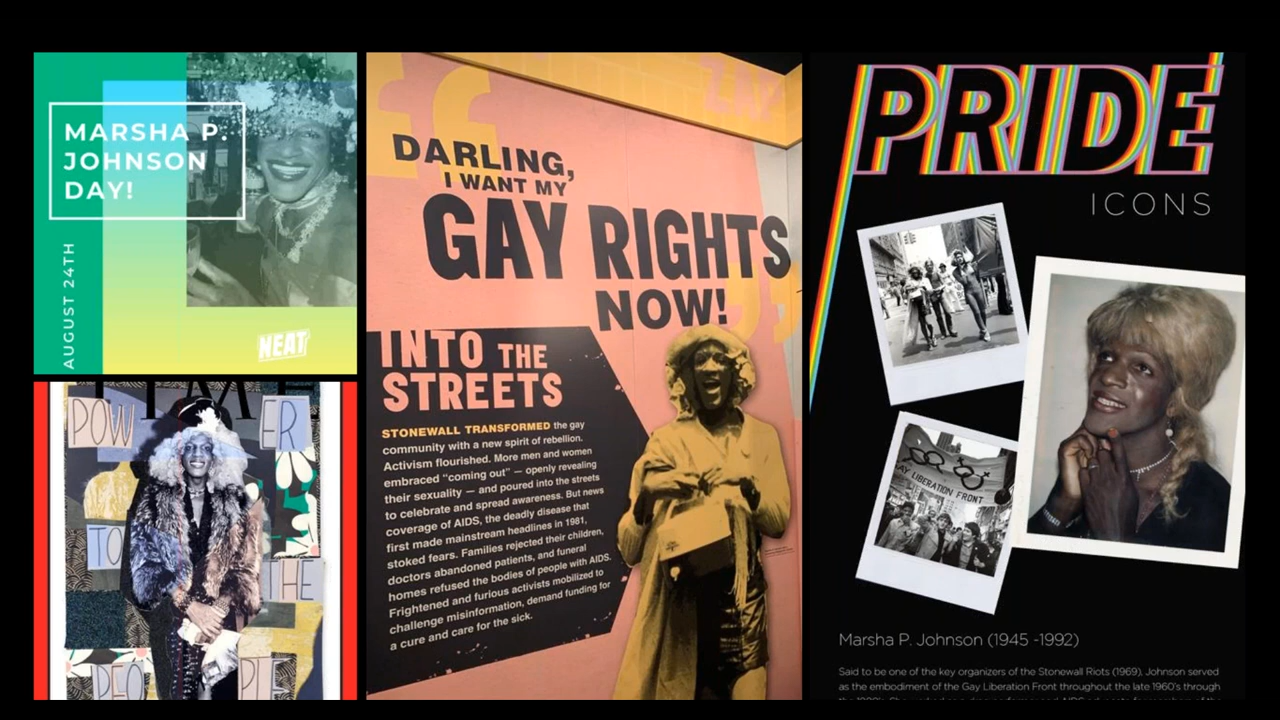 MARSHA P.
JOHNSON
DAY!
AUGUST 24TH
NEAT
POW ER
TO THE
PEO PLE
ZAP
DARLING,
I WANT MY
GAY RIGHTS
NOW!
INTO THE
STREETS
STONEWALL TRANSFORMED the gay
community with a new spirit of rebellion.
Activism flourished. More men and women
embraced “coming out” — openly revealing
their sexuality — and poured into the streets
to celebrate and spread awareness. But news
coverage of AIDS, the deadly disease that
first made mainstream headlines in 1981,
stoked fears. Families rejected their children,
doctors abandoned patients, and funeral
homes refused the bodies of people with AIDS.
Frightened and furious activists mobilized to
challenge misinformation, demand funding for
a cure and care for the sick.
PRIDE
ICONS
GAY LIBERATION FRONT
Marsha P. Johnson (1945 -1992)
Said to be one of the key organizers of the Stonewall Riots (1969), Johnson served
as the embodiment of the Gay Liberation Front throughout the late 1960's through